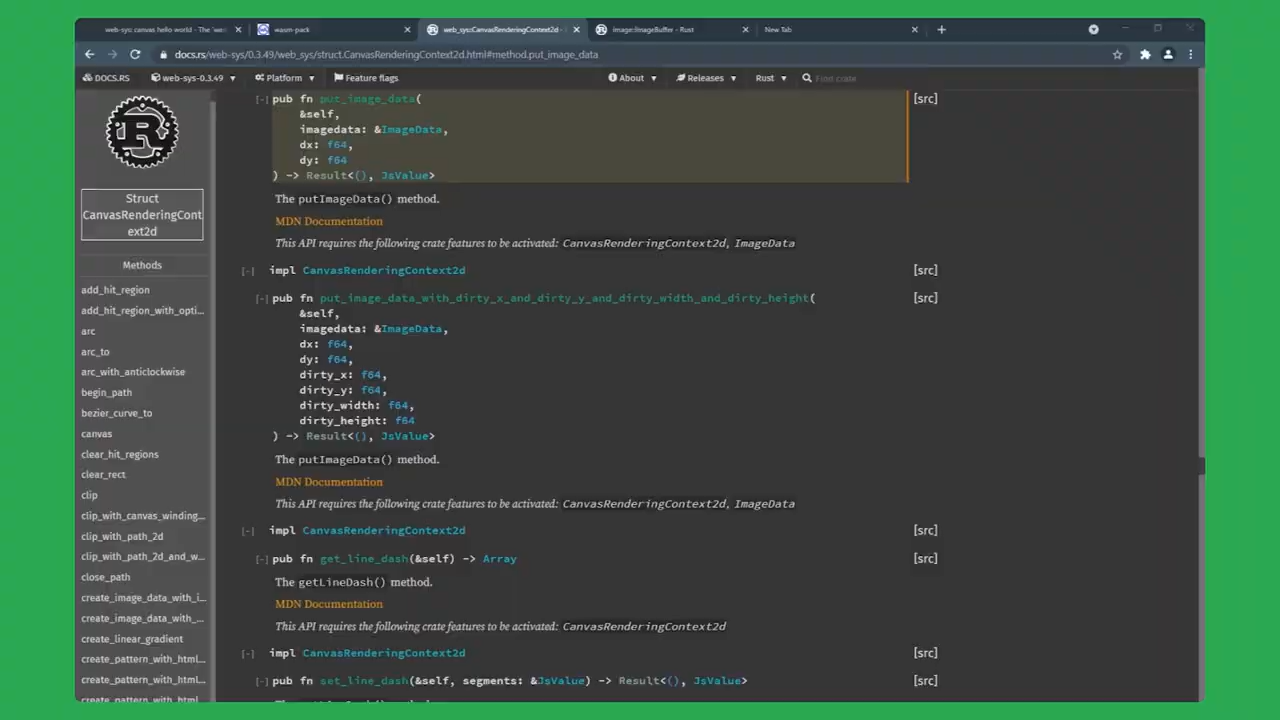 web-sys: canvas hello world - The `wa
wasm-pack
web_sys::CanvasRenderingContext2d -
image::ImageBuffer - Rust
New Tab
docs.rs/web-sys/0.3.49/web_sys/struct.CanvasRenderingContext2d.html#method.put_image_data
DOCS.RS web-sys-0.3.49 Platform Feature flags About Releases Rust Find crate
[-] pub fn put_image_data( [src]
&self,
imagedata: &ImageData,
dx: f64,
dy: f64
) -> Result<(), JsValue>
The putImageData() method.
MDN Documentation
This API requires the following crate features to be activated: CanvasRenderingContext2d, ImageData
[-] impl CanvasRenderingContext2d [src]
[-] pub fn put_image_data_with_dirty_x_and_dirty_y_and_dirty_width_and_dirty_height( [src]
&self,
imagedata: &ImageData,
dx: f64,
dy: f64,
dirty_x: f64,
dirty_y: f64,
dirty_width: f64,
dirty_height: f64
) -> Result<(), JsValue>
The putImageData() method.
MDN Documentation
This API requires the following crate features to be activated: CanvasRenderingContext2d, ImageData
[-] impl CanvasRenderingContext2d [src]
[-] pub fn get_line_dash(&self) -> Array [src]
The getLineDash() method.
MDN Documentation
This API requires the following crate features to be activated: CanvasRenderingContext2d
[-] impl CanvasRenderingContext2d [src]
[-] pub fn set_line_dash(&self, segments: &JsValue) -> Result<(), JsValue> [src]
Struct
CanvasRenderingCont
ext2d
Methods
add_hit_region
add_hit_region_with_opti...
arc
arc_to
arc_with_anticlockwise
begin_path
bezier_curve_to
canvas
clear_hit_regions
clear_rect
clip
clip_with_canvas_winding...
clip_with_path_2d
clip_with_path_2d_and_w...
close_path
create_image_data_with_i...
create_image_data_with_...
create_linear_gradient
create_pattern_with_html...
create_pattern_with_html...
create_pattern_with_html...